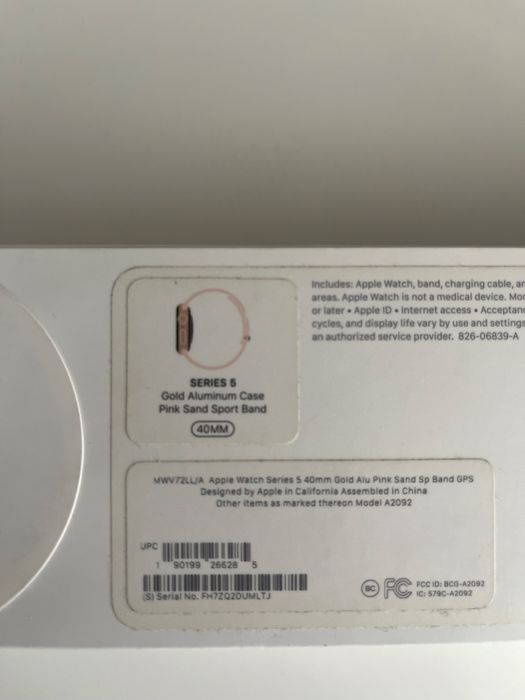 SERIES 5
Gold Aluminum Case
Pink Sand Sport Band
40MM
Includes: Apple Watch, band, charging cable,
areas. Apple Watch is not a medical device.
or later • Apple ID • Internet access •
cycles, and display life vary by use and settings
an authorized service provider. 826-06839-A
MWV72LL/A Apple Watch Series 5 40mm Gold Alu Pink Sand Sp Band GPS
Designed by Apple in California Assembled in China
Other items as marked thereon Model A2092
UPC
1 90199 26628 5
(S) Serial No. FH7ZQ2DUMLTJ
BC FC FCC ID: BCG-A2092
IC: 579C-A2092